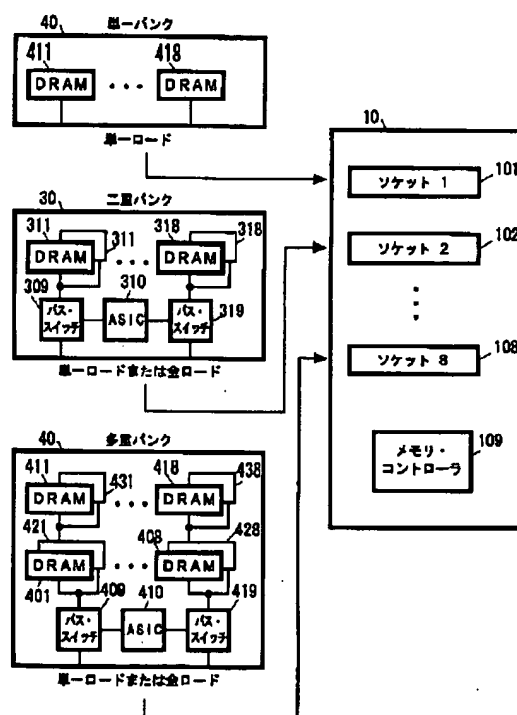 40
単一バンク
411
418
DRAM
・・・
DRAM
単一ロード
30
二重バンク
311
311
318
318
DRAM
・・・
DRAM
309
310
バス・
スイッチ
ASIC
バス・
スイッチ
319
単一ロードまたは全ロード
40
多重バンク
411
431
418
438
DRAM
・・・
DRAM
421
408
428
DRAM
・・・
DRAM
401
409
410
419
バス・
スイッチ
ASIC
バス・
スイッチ
単一ロードまたは全ロード
10
ソケット 1
101
ソケット 2
102
ソケット 8
108
メモリ・
コントローラ
109